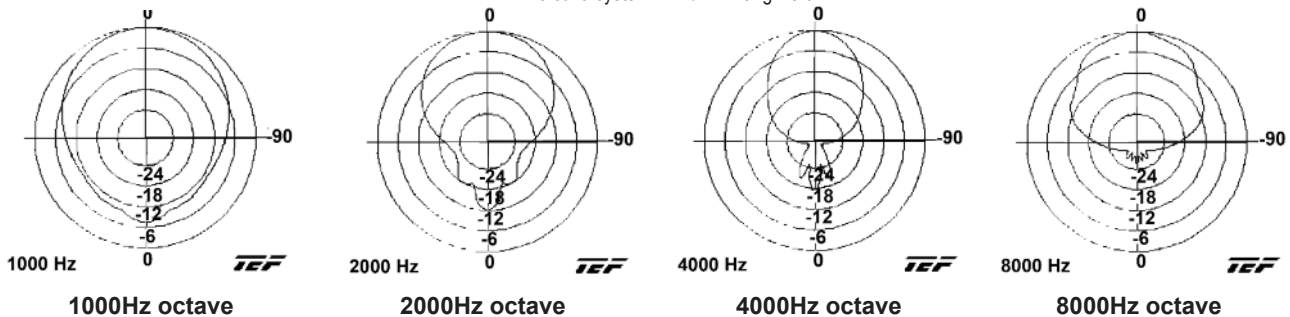 0 0 0 0
-90 -90 -90 -90
-24 -24 -24 -24
-18 -18 -18 -18
-12 -12 -12 -12
-6 -6 -6 -6
0 0 0 0
1000 Hz TEF 2000 Hz TEF 4000 Hz TEF 8000 Hz TEF
1000Hz octave 2000Hz octave 4000Hz octave 8000Hz octave